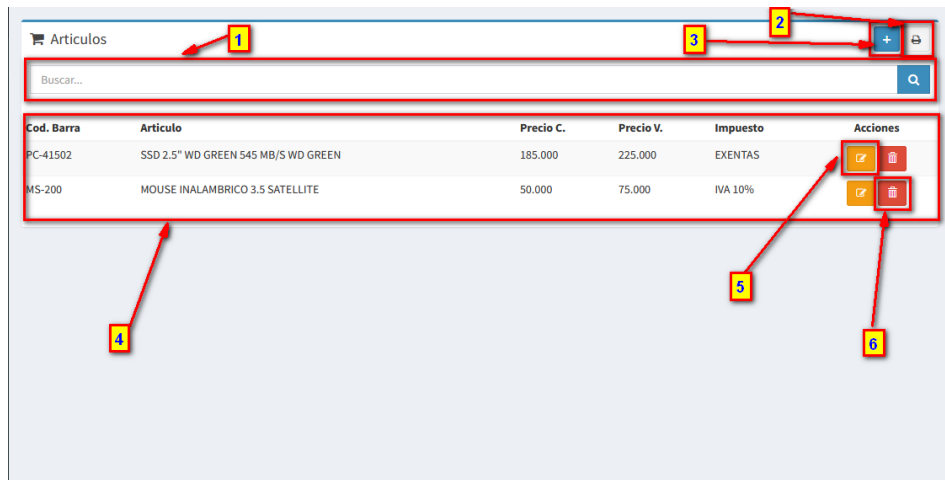 2
Articulos
1
3
+
Buscar...
Cod. Barra Articulo Precio C. Precio V. Impuesto Acciones
PC-41502 SSD 2.5" WD GREEN 545 MB/S WD GREEN 185.000 225.000 EXENTAS
MS-200 MOUSE INALAMBRICO 3.5 SATELLITE 50.000 75.000 IVA 10%
5
4
6